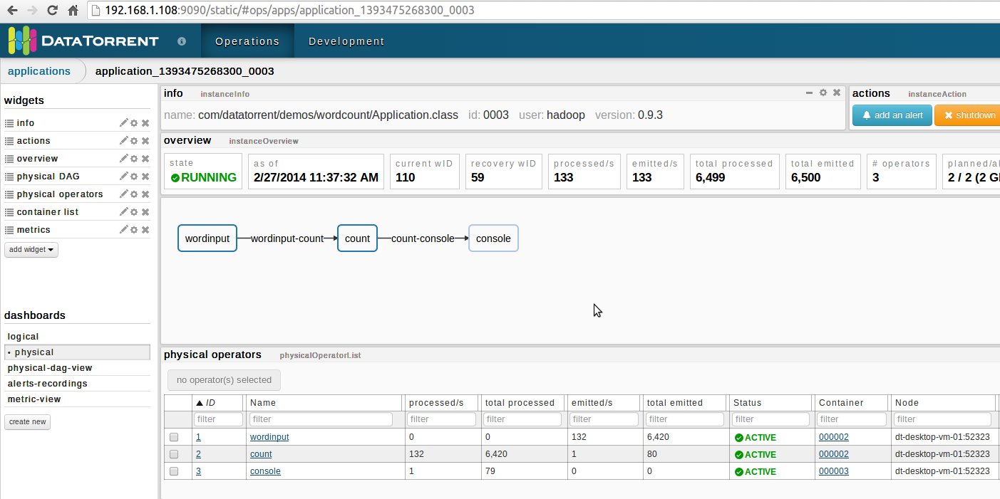 192.168.1.108:9090/static/#ops/apps/application_1393475268300_0003
DATATORRENT Operations Development
applications application_1393475268300_0003
widgets
info
actions
overview
physical DAG
physical operators
container list
metrics
add widget
dashboards
logical
• physical
physical-dag-view
alerts-recordings
metric-view
create new
info instanceInfo
name: com/datatorrent/demos/wordcount/Application.class id: 0003 user: hadoop version: 0.9.3
actions instanceAction
add an alert shutdown
overview instanceOverview
state as of current wID recovery wID processed/s emitted/s total processed total emitted # operators planned/al
RUNNING 2/27/2014 11:37:32 AM 110 59 133 133 6,499 6,500 3 2 / 2 (2 G
wordinput wordinput-count count count-console console
physical operators physicalOperatorList
no operator(s) selected
ID Name processed/s total processed emitted/s total emitted Status Container Node
filter filter filter filter filter filter filter filter filter
1 wordinput 0 0 132 6,420 ACTIVE 000002 dt-desktop-vm-01:52323
2 count 132 6,420 1 80 ACTIVE 000002 dt-desktop-vm-01:52323
3 console 1 79 0 0 ACTIVE 000003 dt-desktop-vm-01:52323